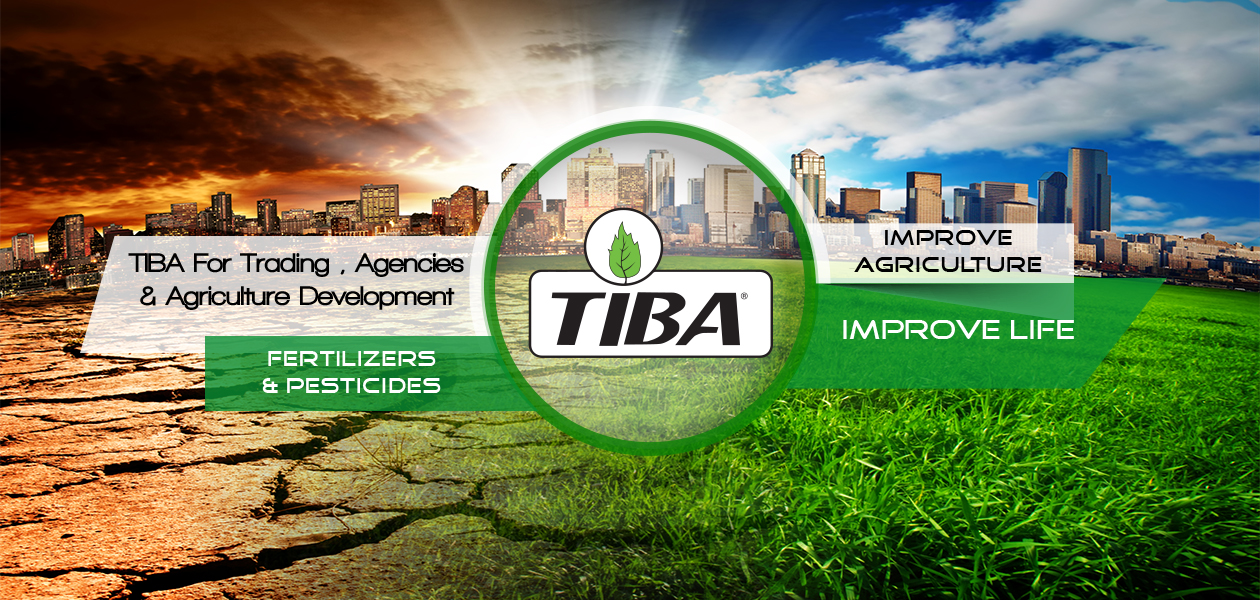 TIBA For Trading , Agencies
& Agriculture Development
FERTILIZERS
& PESTICIDES
TIBA®
IMPROVE
AGRICULTURE
IMPROVE LIFE